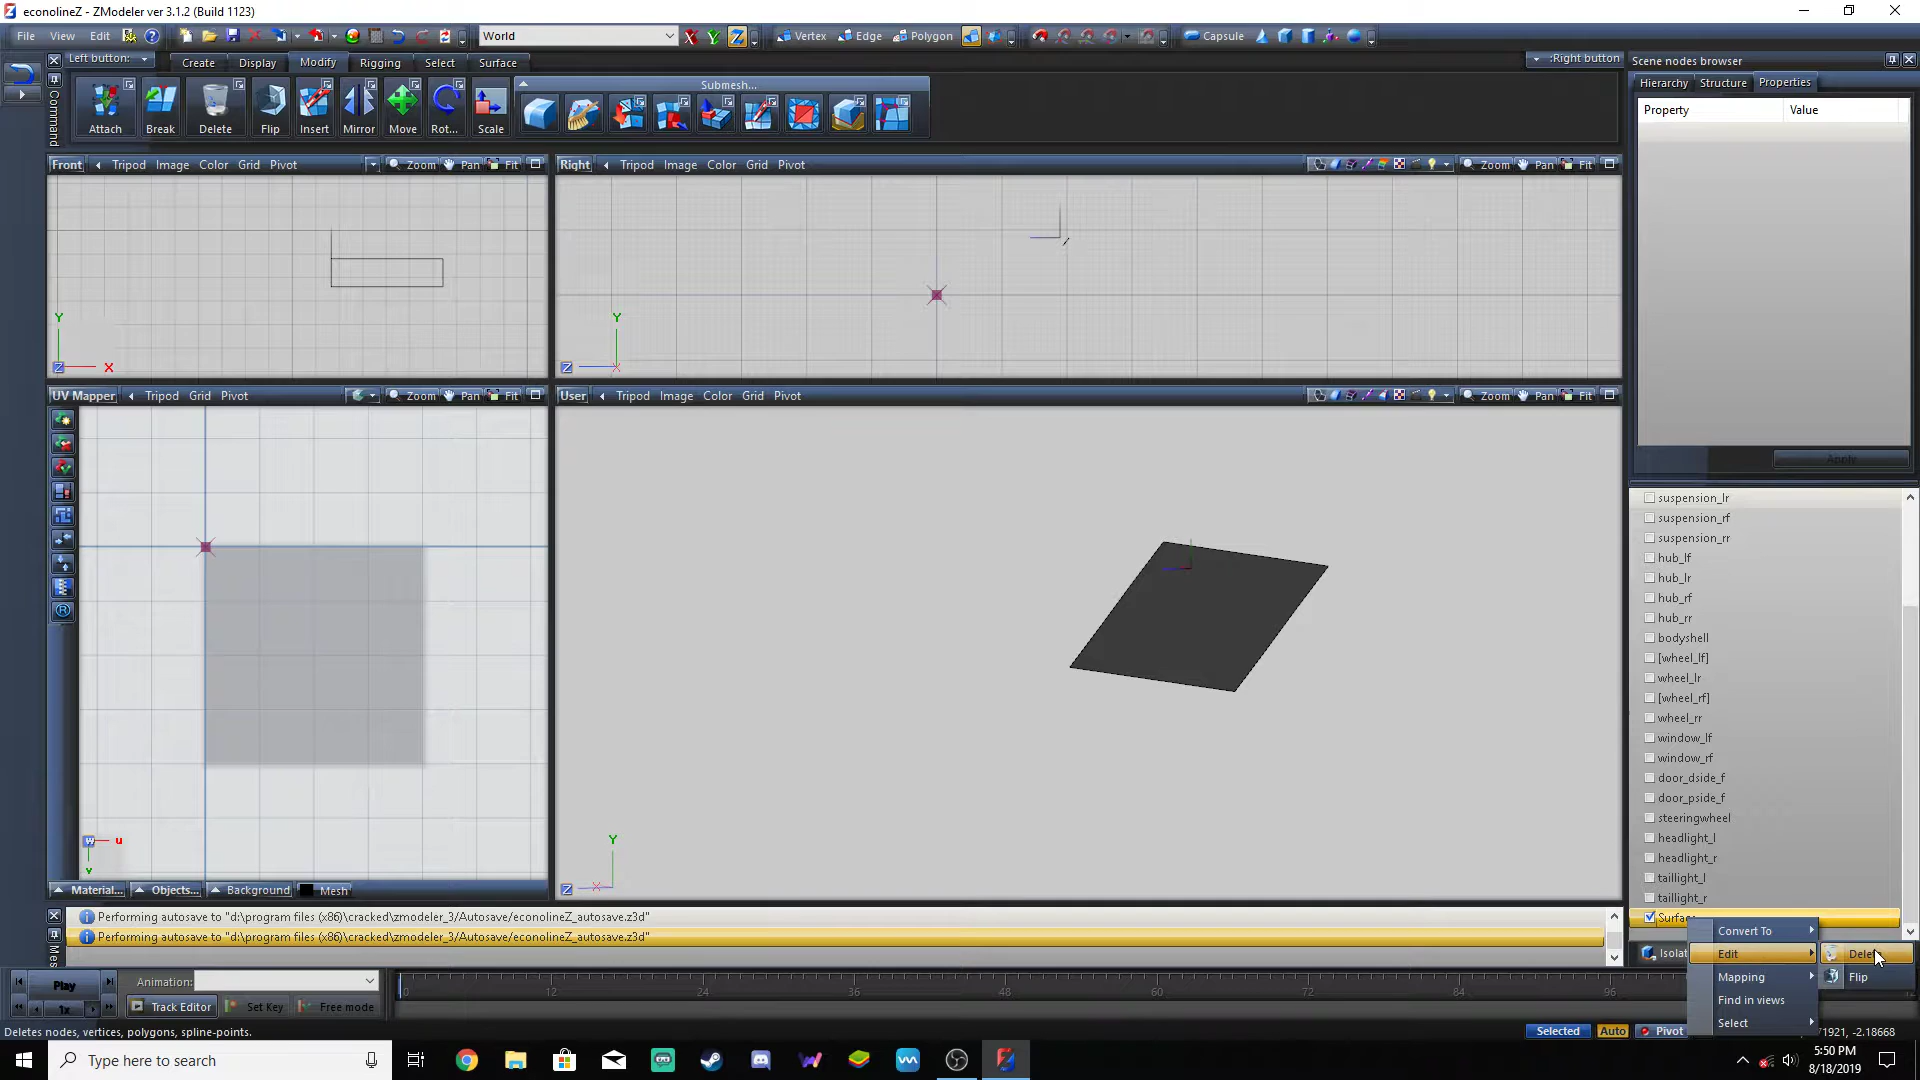 econolineZ - ZModeler ver 3.1.2 (Build 1123)
File View Edit World Vertex Edge Polygon Capsule
Left button: Create Display Modify Rigging Select Surface :Right button
Submesh...
Attach Break Delete Flip Insert Mirror Move Rot... Scale
Command
Front Tripod Image Color Grid Pivot Zoom Pan Fit
Right Tripod Image Color Grid Pivot Zoom Pan Fit
Y
Z X
Y
Z X
UV Mapper Tripod Grid Pivot Zoom Pan Fit
User Tripod Image Color Grid Pivot Zoom Pan Fit
w u
v
Y
Z X
Material... Objects... Background Mesh
Scene nodes browser
Hierarchy Structure Properties
Property Value
Apply
suspension_lr
suspension_rf
suspension_rr
hub_lf
hub_lr
hub_rf
hub_rr
bodyshell
[wheel_lf]
wheel_lr
[wheel_rf]
wheel_rr
window_lf
window_rf
door_dside_f
door_pside_f
steeringwheel
headlight_l
headlight_r
taillight_l
taillight_r
Convert To
Edit
Mapping
Find in views
Select
Flip
Performing autosave to "d:\program files (x86)\cracked\zmodeler_3/Autosave/econolineZ_autosave.z3d"
Performing autosave to "d:\program files (x86)\cracked\zmodeler_3/Autosave/econolineZ_autosave.z3d"
Play
1x
Animation:
Track Editor Set Key Free mode
0 12 24 36 48 60 72 84 96
Deletes nodes, vertices, polygons, spline-points.
Selected Auto Pivot 1921, -2.18668
Type here to search
5:50 PM
8/18/2019